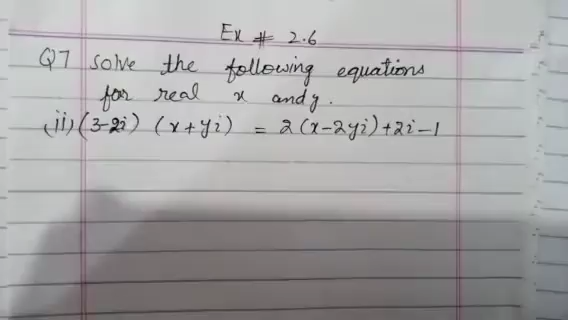 Ex # 2.6
Q7 solve the following equations
for real x and y.
(ii) (3-2i) (x+yi) = 2(x-2yi)+2i-1